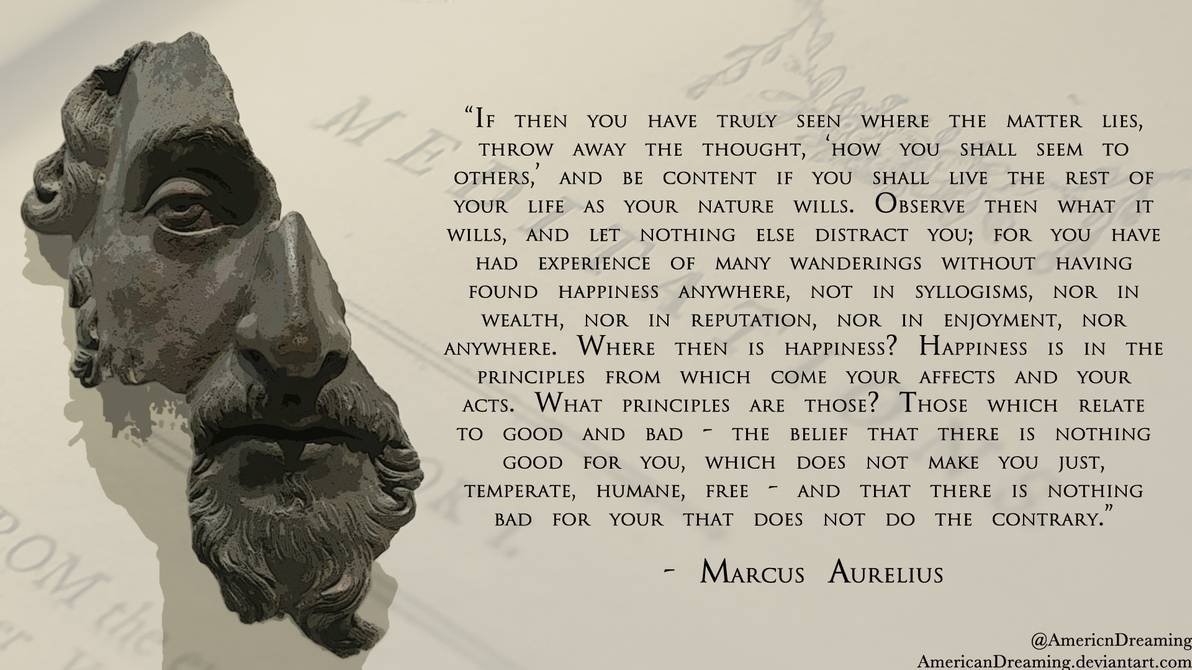 MEDITATIONS
BOOK I.
FROM the
“If then you have truly seen where the matter lies,
throw away the thought, ‘how you shall seem to
others,’ and be content if you shall live the rest of
your life as your nature wills. Observe then what it
wills, and let nothing else distract you; for you have
had experience of many wanderings without having
found happiness anywhere, not in syllogisms, nor in
wealth, nor in reputation, nor in enjoyment, nor
anywhere. Where then is happiness? Happiness is in the
principles from which come your affects and your
acts. What principles are those? Those which relate
to good and bad - the belief that there is nothing
good for you, which does not make you just,
temperate, humane, free - and that there is nothing
bad for your that does not do the contrary.”
- Marcus Aurelius
@AmericnDreaming
AmericanDreaming.deviantart.com